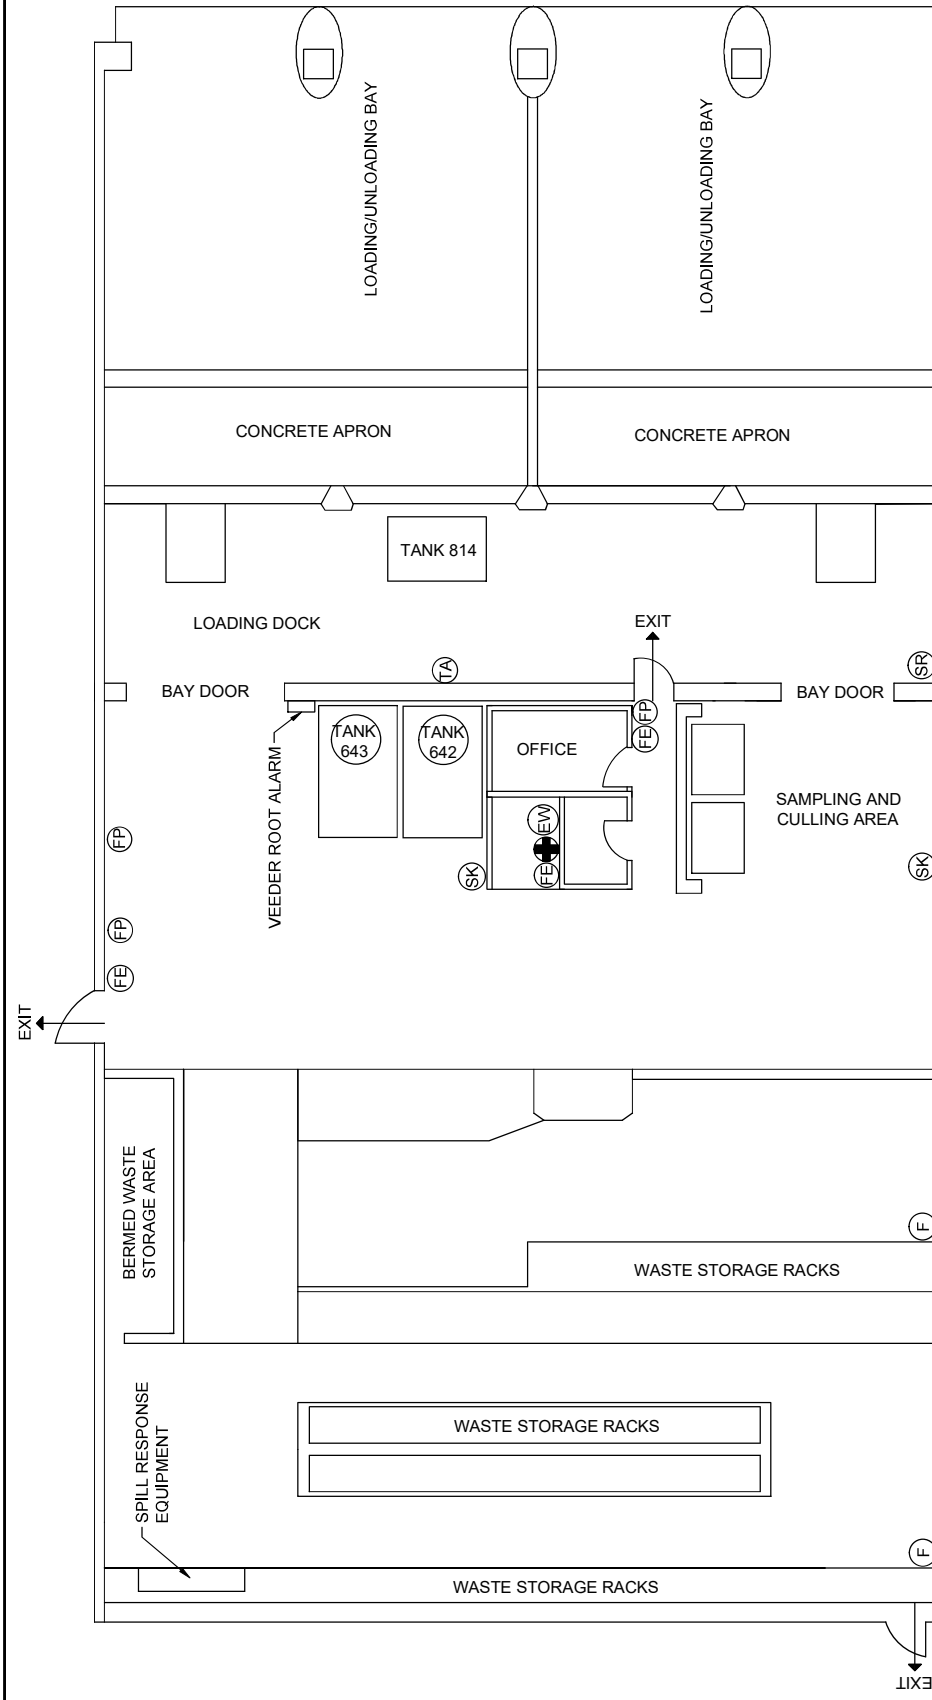 LOADING/UNLOADING BAY
LOADING/UNLOADING BAY
CONCRETE APRON
CONCRETE APRON
TANK 814
LOADING DOCK
EXIT
TA
SR
BAY DOOR
BAY DOOR
VEEDER ROOT ALARM
TANK
643
TANK
642
OFFICE
FE
FP
SAMPLING AND
CULLING AREA
FP
EW
FE
SK
SK
FP
FE
EXIT
BERMED WASTE
STORAGE AREA
F
WASTE STORAGE RACKS
SPILL RESPONSE
EQUIPMENT
WASTE STORAGE RACKS
F
WASTE STORAGE RACKS
EXIT